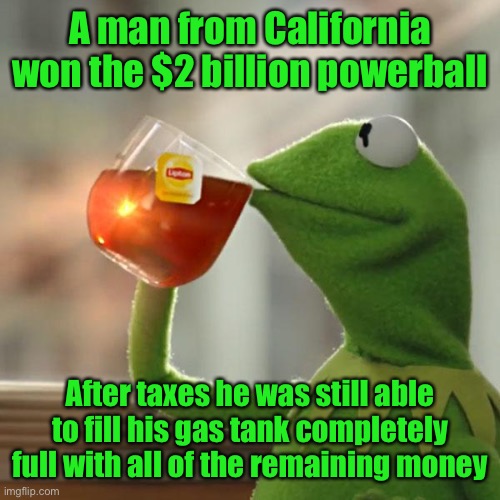 A man from California
won the $2 billion powerball
Lipton
After taxes he was still able
to fill his gas tank completely
full with all of the remaining money
imgflip.com